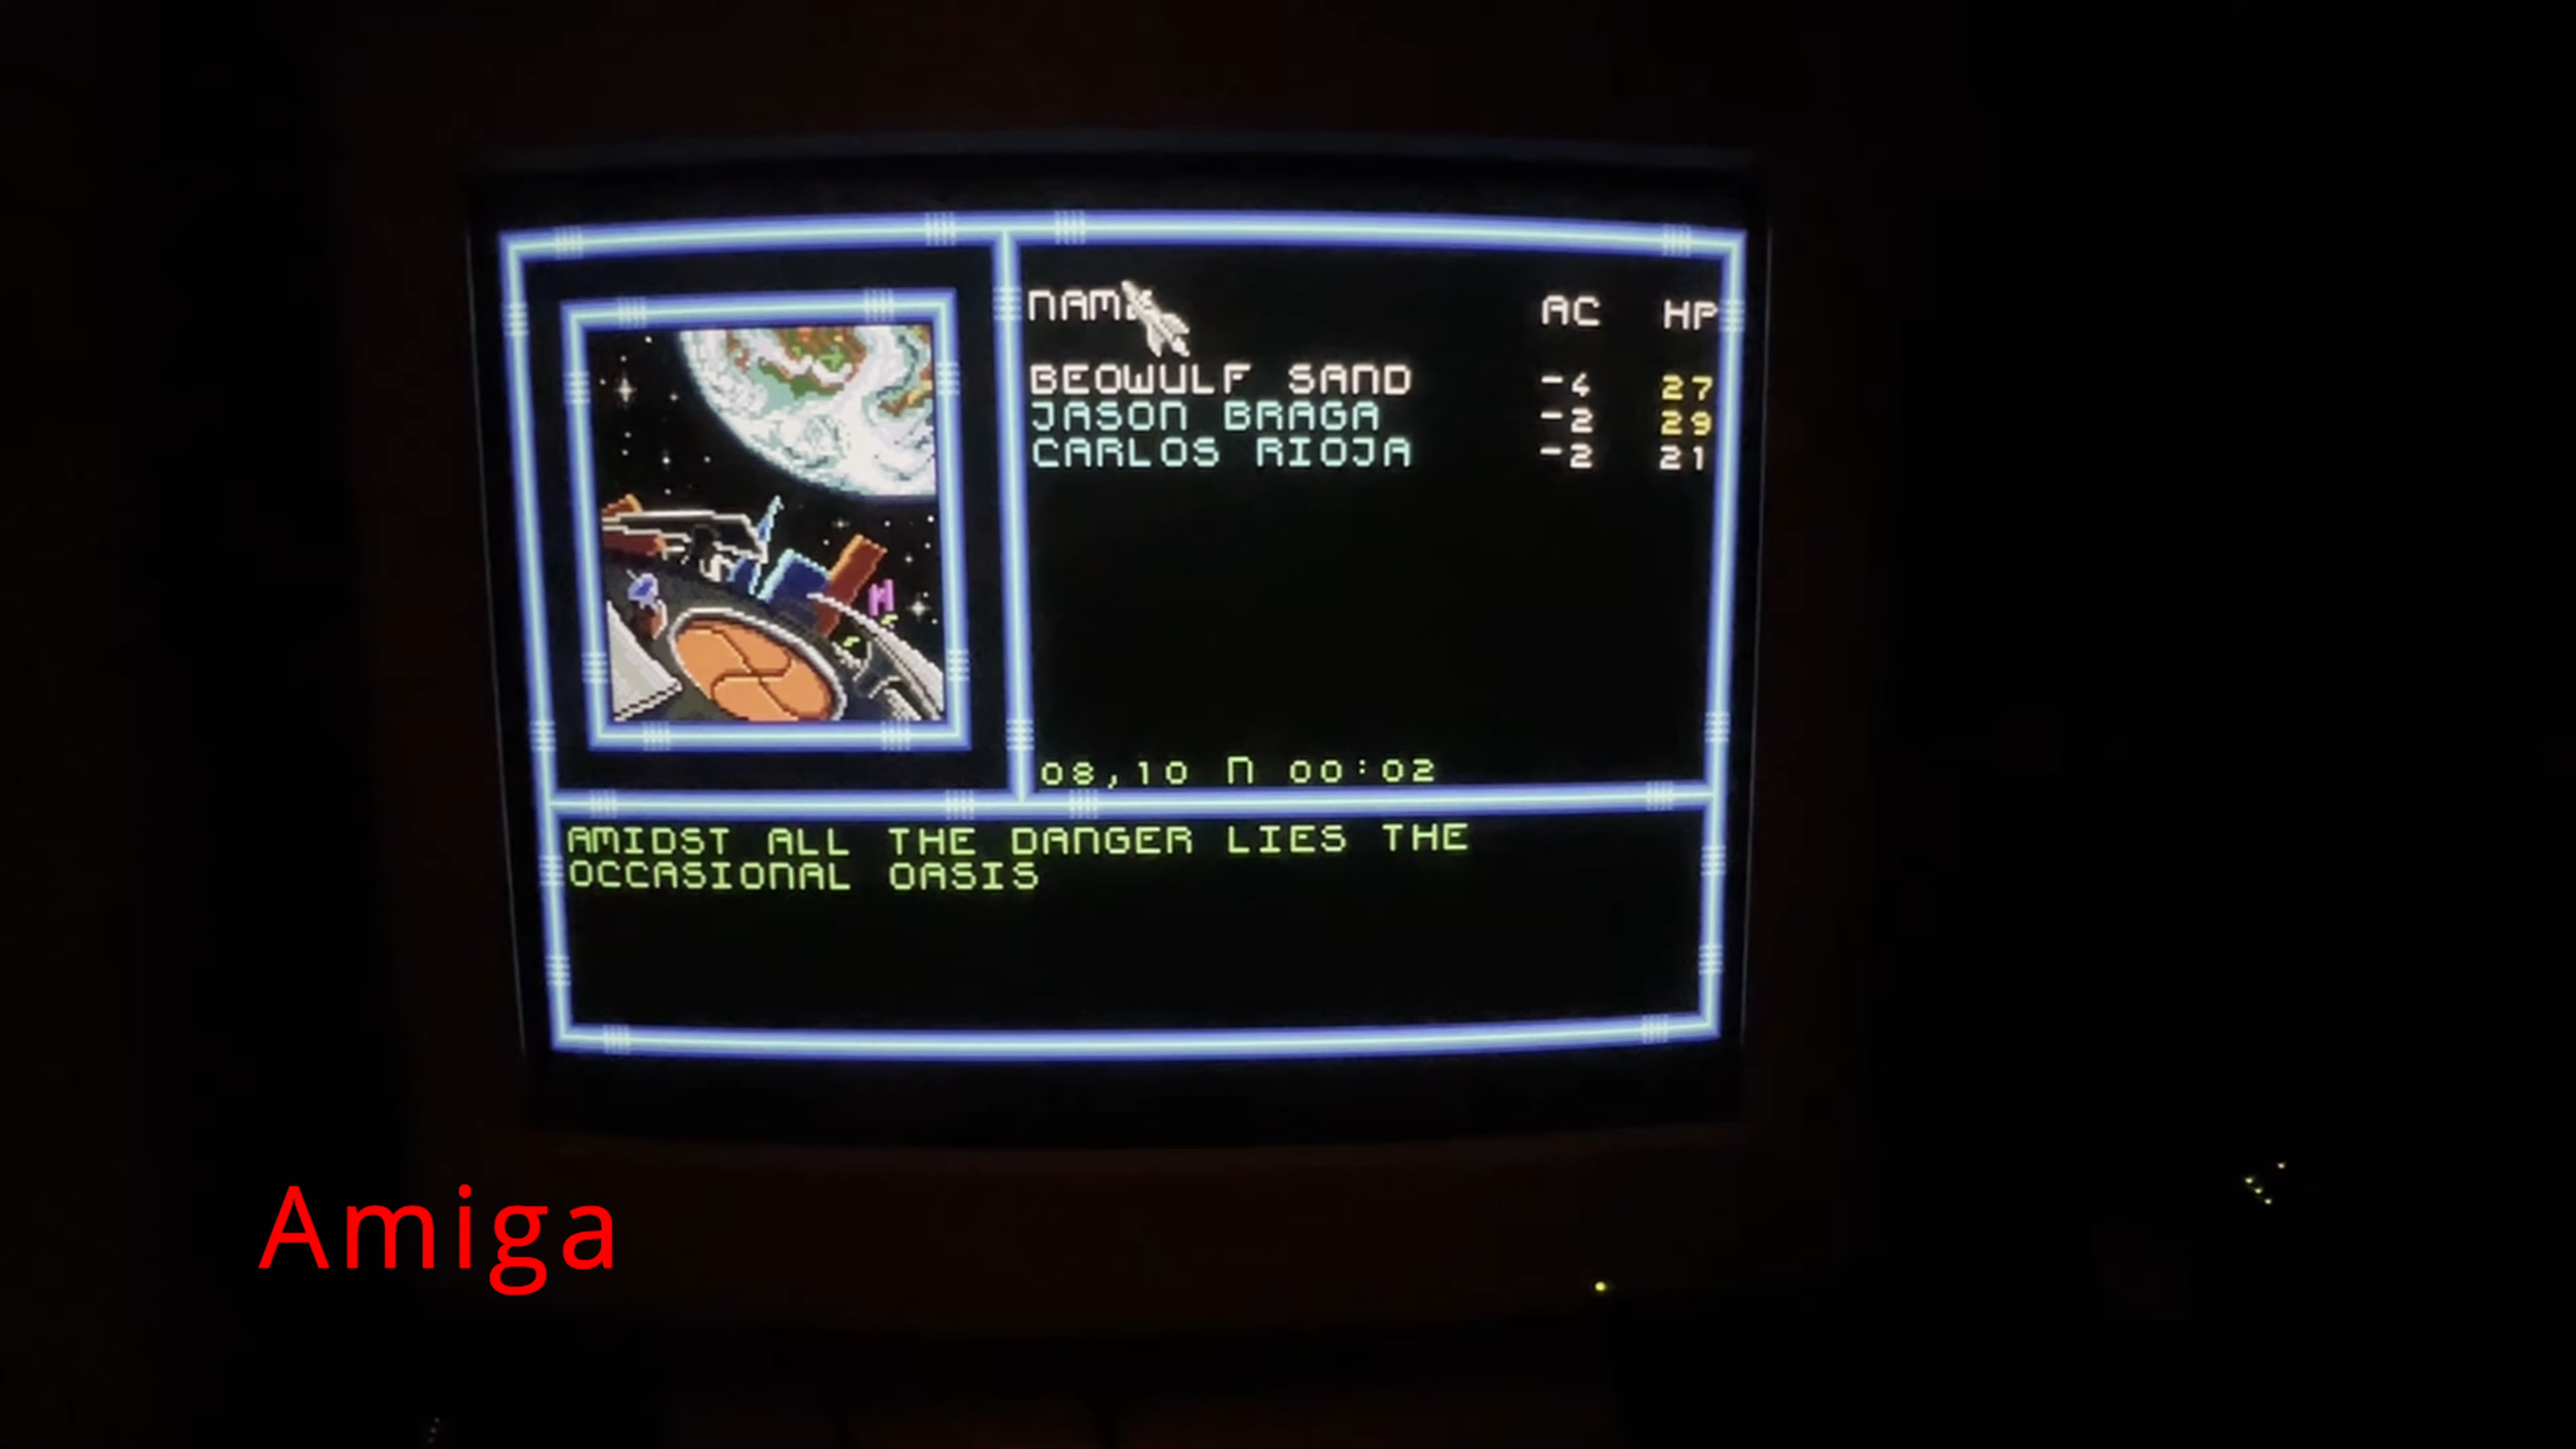 NAM
AC HP
BEOWULF SAND -4 27
JASON BRAGA -2 29
CARLOS RIOJA -2 21
08,10 N 00:02
AMIDST ALL THE DANGER LIES THE
OCCASIONAL OASIS
Amiga